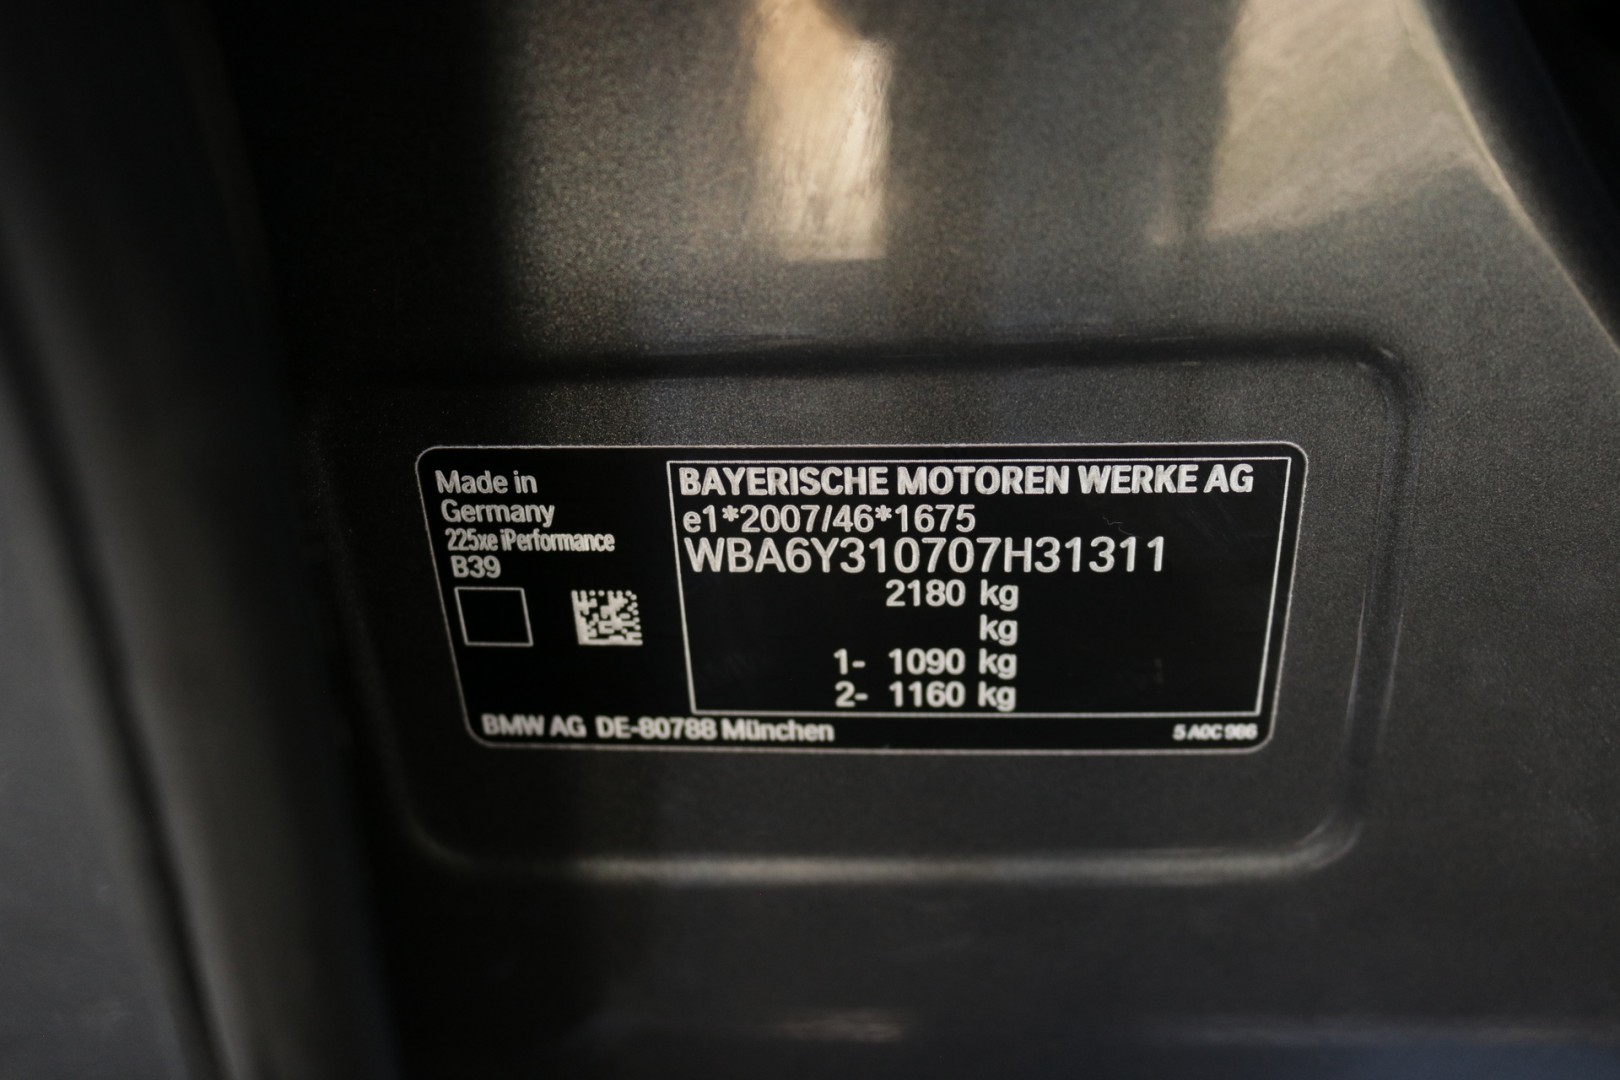 Made in
Germany
225xe iPerformance
B39
BAYERISCHE MOTOREN WERKE AG
e1*2007/46*1675
WBA6Y310707H31311
2180 kg
kg
1- 1090 kg
2- 1160 kg
BMW AG DE-80788 München
5 A0C 986